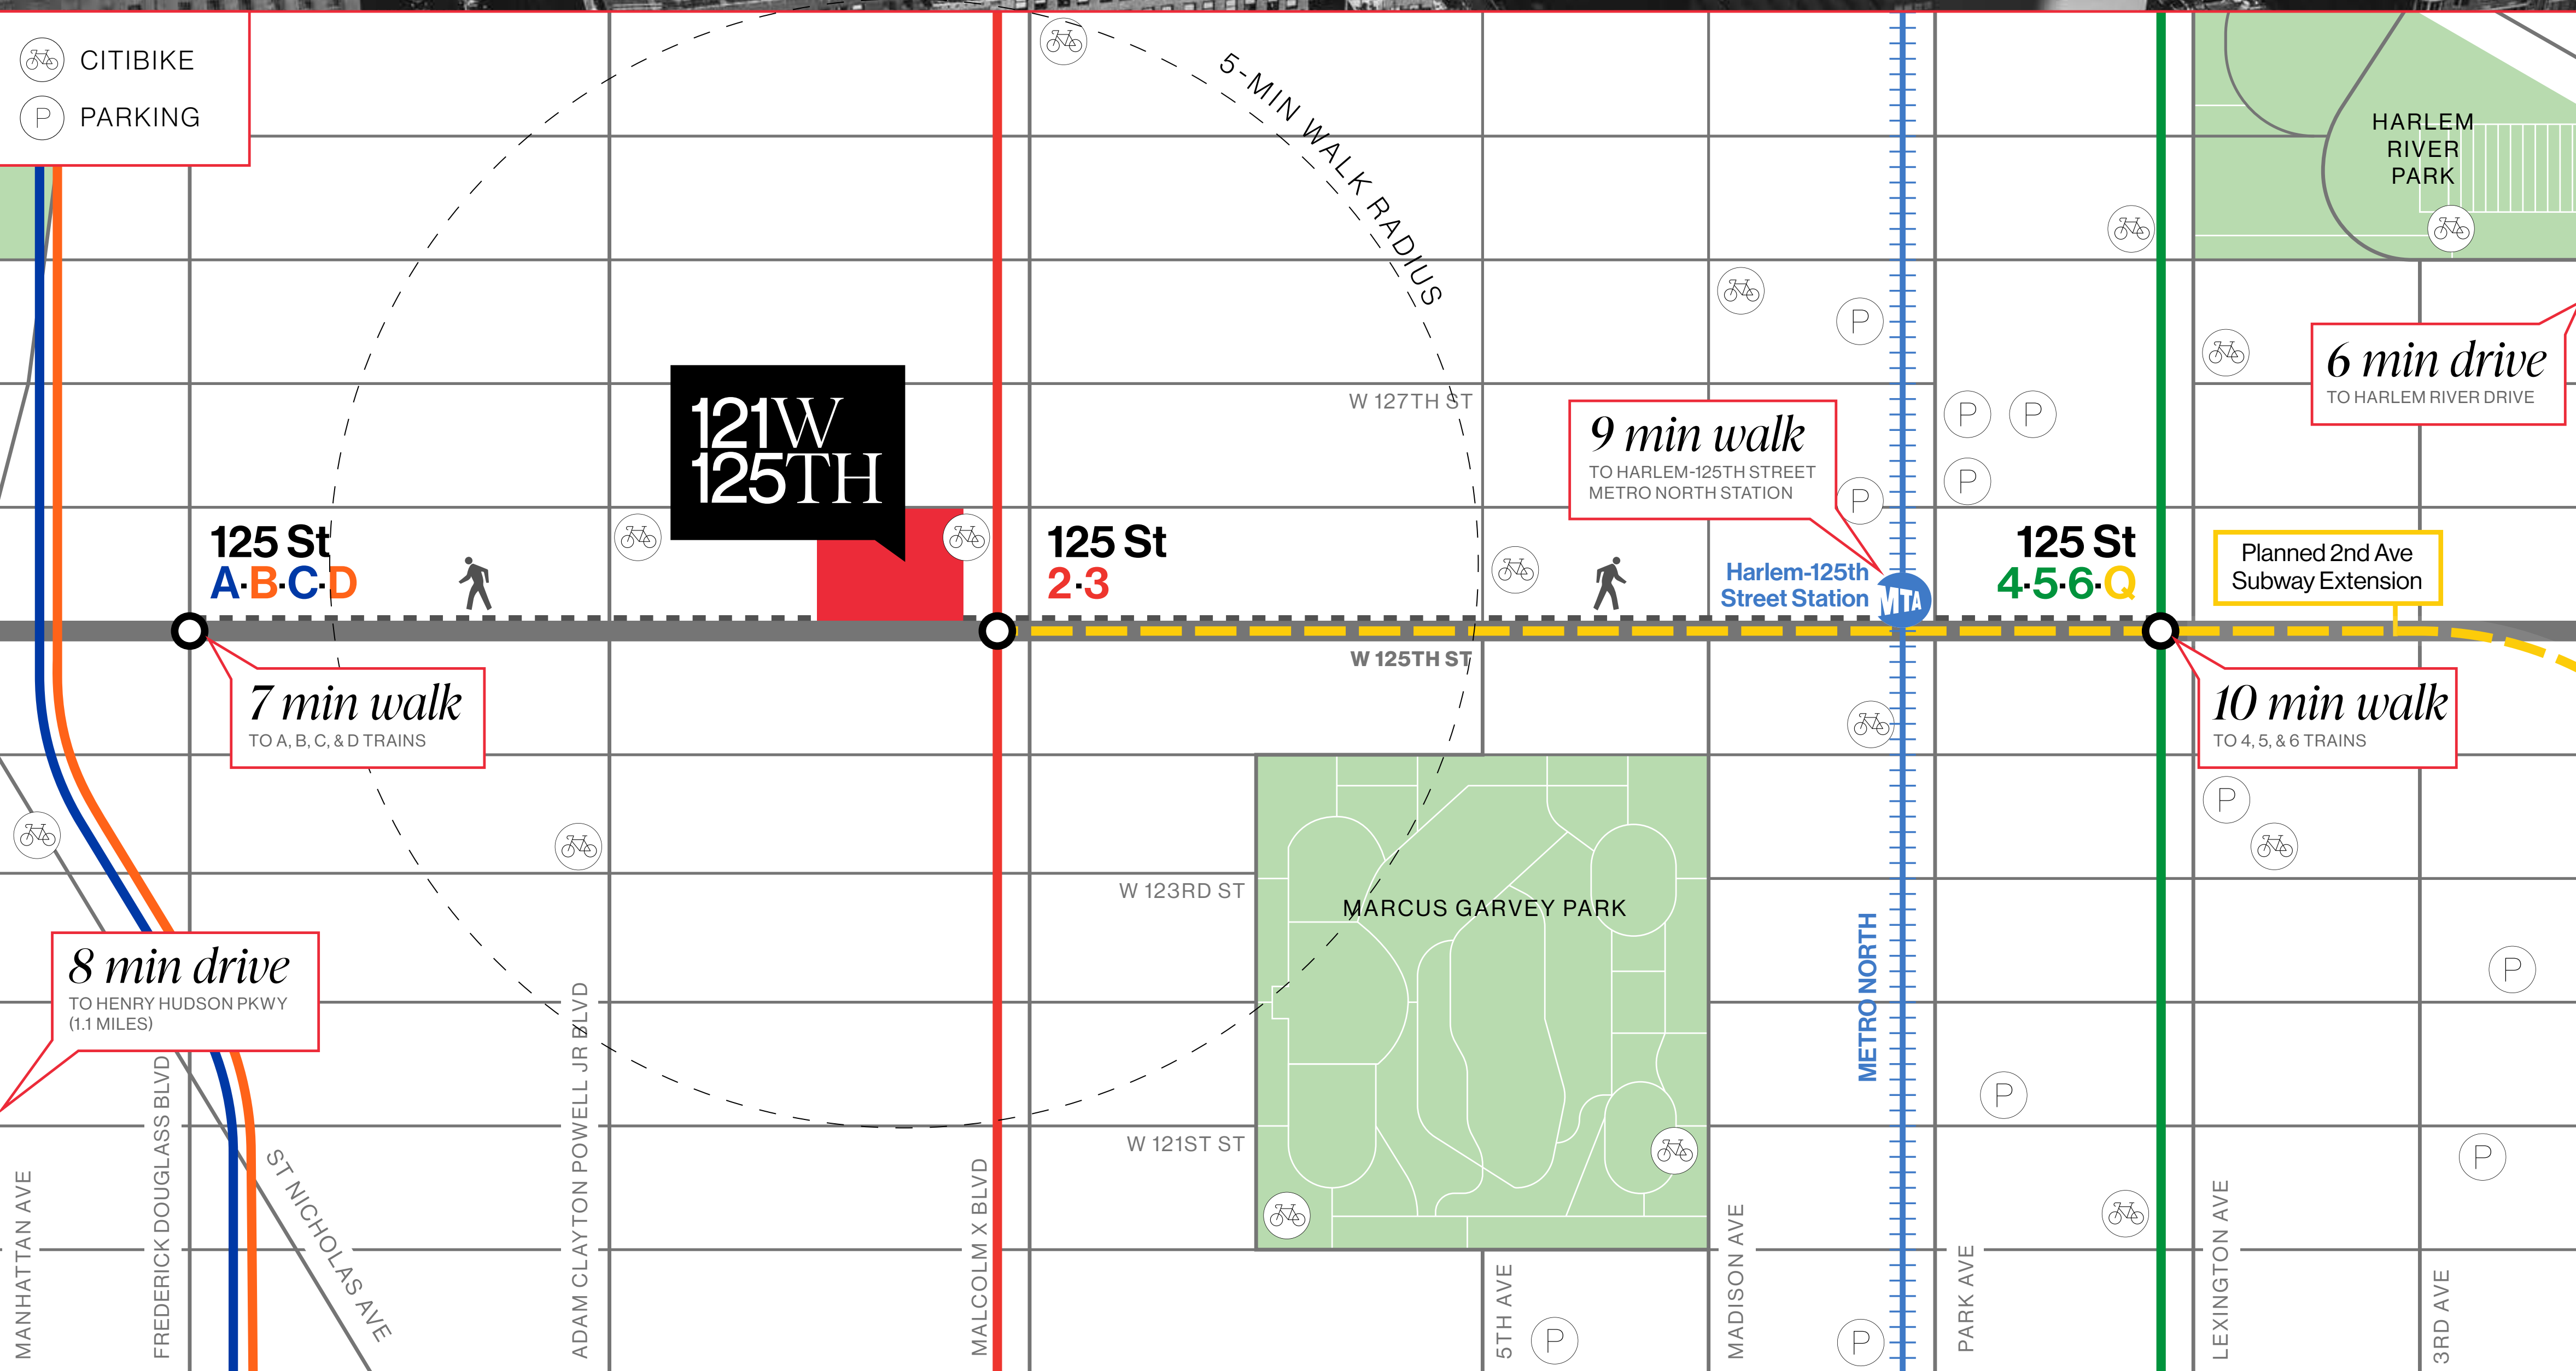 CITIBIKE
P
PARKING
5-MIN WALK RADIUS
HARLEM
RIVER
PARK
P
6 min drive
TO HARLEM RIVER DRIVE
121W
125TH
W 127TH ST
P
P
9 min walk
TO HARLEM-125TH STREET
METRO NORTH STATION
P
P
125 St
A·B·C·D
125 St
2·3
Harlem-125th
Street Station
MTA
125 St
4·5·6·Q
Planned 2nd Ave
Subway Extension
W 125TH ST
7 min walk
TO A, B, C, & D TRAINS
10 min walk
TO 4, 5, & 6 TRAINS
P
W 123RD ST
MARCUS GARVEY PARK
8 min drive
TO HENRY HUDSON PKWY
(1.1 MILES)
METRO NORTH
P
P
W 121ST ST
P
MANHATTAN AVE
FREDERICK DOUGLASS BLVD
ST NICHOLAS AVE
ADAM CLAYTON POWELL JR BLVD
MALCOLM X BLVD
5TH AVE
P
MADISON AVE
P
PARK AVE
LEXINGTON AVE
3RD AVE